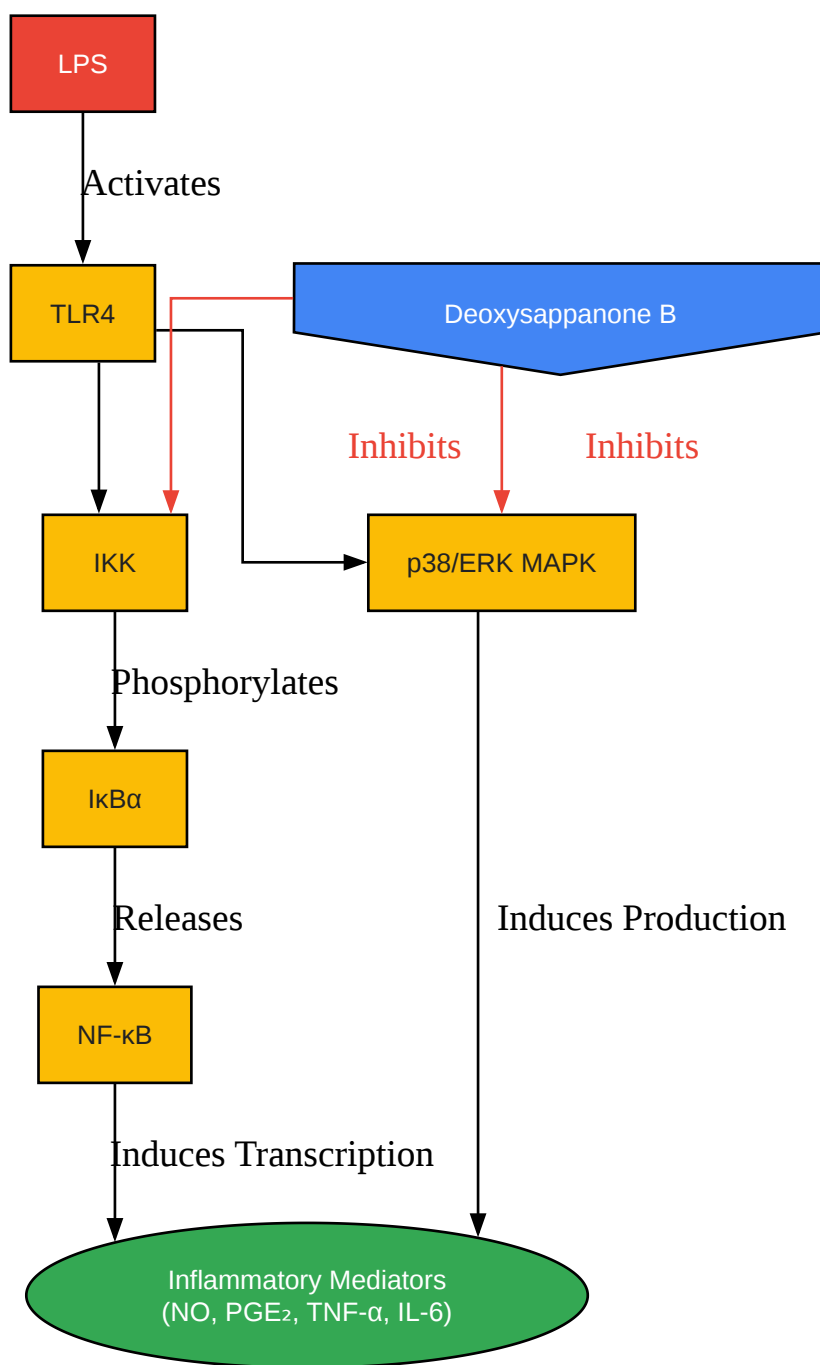 LPS
Activates
TLR4
Deoxysappanone B
Inhibits
Inhibits
IKK
p38/ERK MAPK
Phosphorylates
IκBα
Releases
Induces Production
NF-κB
Induces Transcription
Inflammatory Mediators
(NO, PGE₂, TNF-α, IL-6)